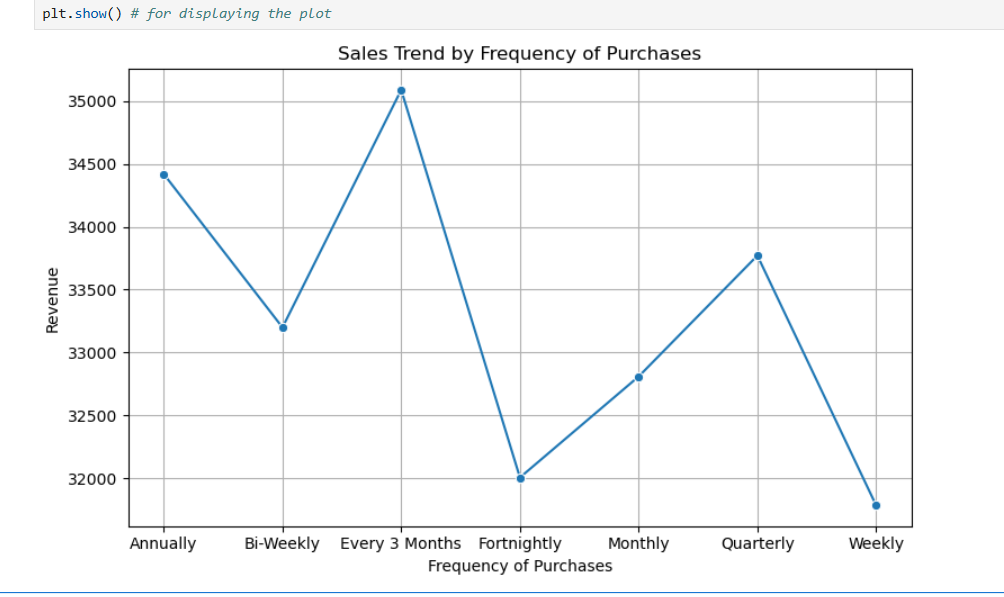 plt.show() # for displaying the plot
Sales Trend by Frequency of Purchases
35000
34500
34000
33500
33000
32500
32000
Revenue
Annually Bi-Weekly Every 3 Months Fortnightly Monthly Quarterly Weekly
Frequency of Purchases